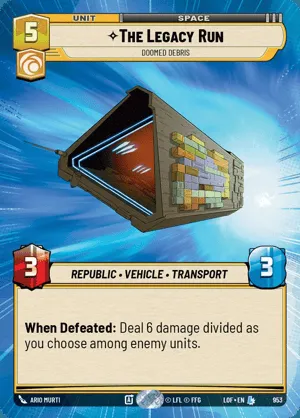 UNIT
SPACE
5
✧THE LEGACY RUN
DOOMED DEBRIS
3
REPUBLIC • VEHICLE • TRANSPORT
3
When Defeated: Deal 6 damage divided as
you choose among enemy units.
ARIO MURTI
© LFL © FFG
LOF • EN
953